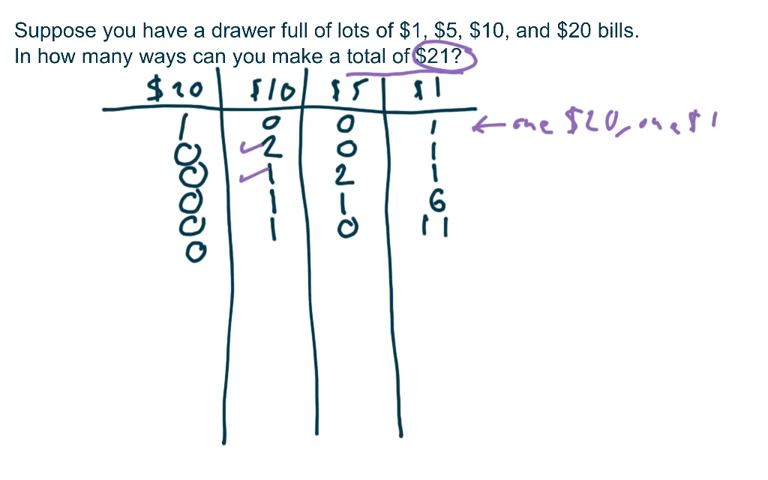 Suppose you have a drawer full of lots of $1, $5, $10, and $20 bills.
In how many ways can you make a total of $21?
$20 $10 $5 $1
1 0 0 1 ← one $20, one $1
0 2 0 1
0 1 2 1
0 1 1 6
0 1 0 11
0